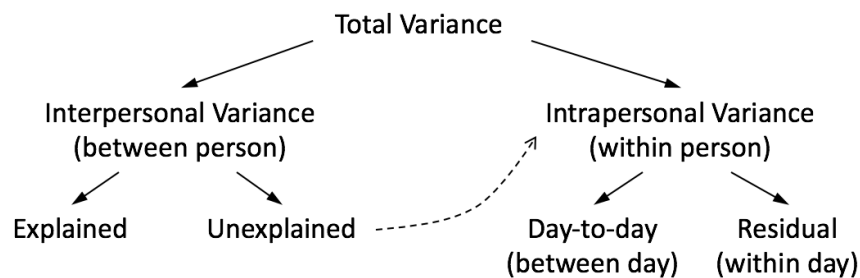 Total Variance
Interpersonal Variance
(between person)
Intrapersonal Variance
(within person)
Explained
Unexplained
Day-to-day
(between day)
Residual
(within day)